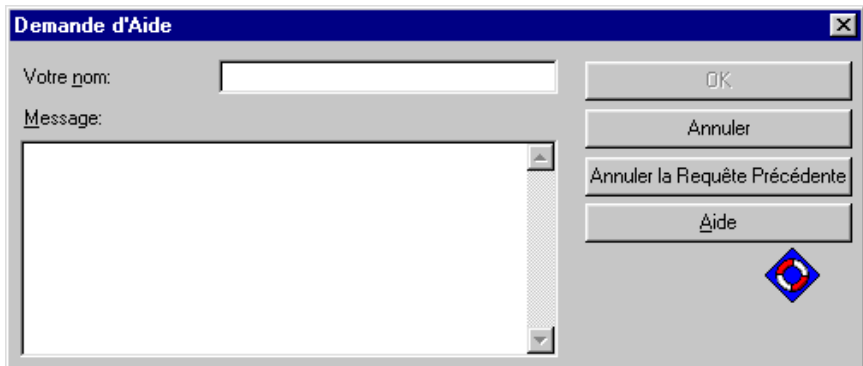 Demande d'Aide
Votre nom:
OK
Message:
Annuler
Annuler la Requête Précédente
Aide